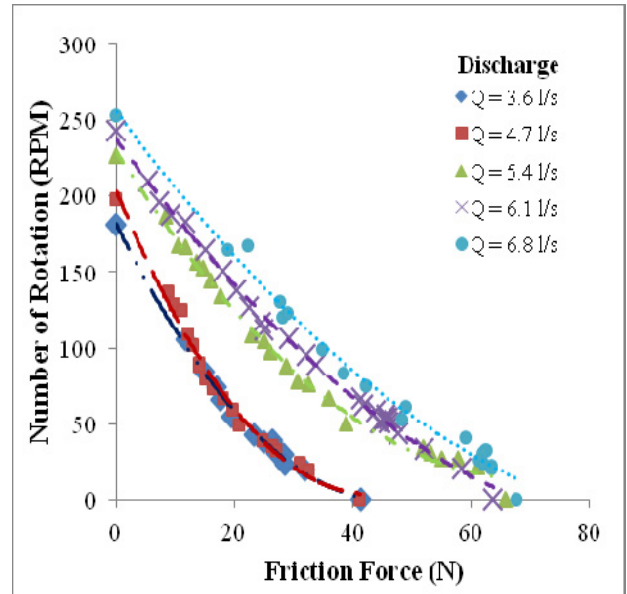 300
250
200
150
100
50
0
0
20
40
60
80
Number of Rotation (RPM)
Friction Force (N)
Discharge
Q = 3.6 l/s
Q = 4.7 l/s
Q = 5.4 l/s
Q = 6.1 l/s
Q = 6.8 l/s